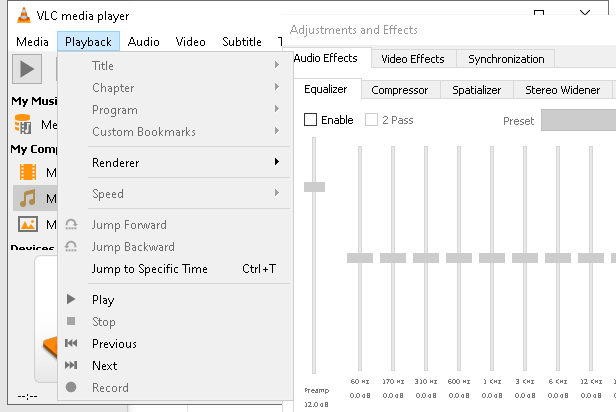 VLC media player
Media Playback Audio Video Subtitle
Title
Chapter
Program
Custom Bookmarks
Renderer
Speed
Jump Forward
Jump Backward
Jump to Specific Time Ctrl+T
Play
Stop
Previous
Next
Record
My Musi
Me
My Comp
M
M
M
Devices
--:--
Adjustments and Effects
Audio Effects Video Effects Synchronization
Equalizer Compressor Spatializer Stereo Widener
Enable 2 Pass Preset
60 Hz 170 Hz 310 Hz 600 Hz 1 KHz 3 KHz 6 KHz 12 KHz
Preamp 0.0 dB 0.0 dB 0.0 dB 0.0 dB 0.0 dB 0.0 dB 0.0 dB 0.0 dB
12.0 dB